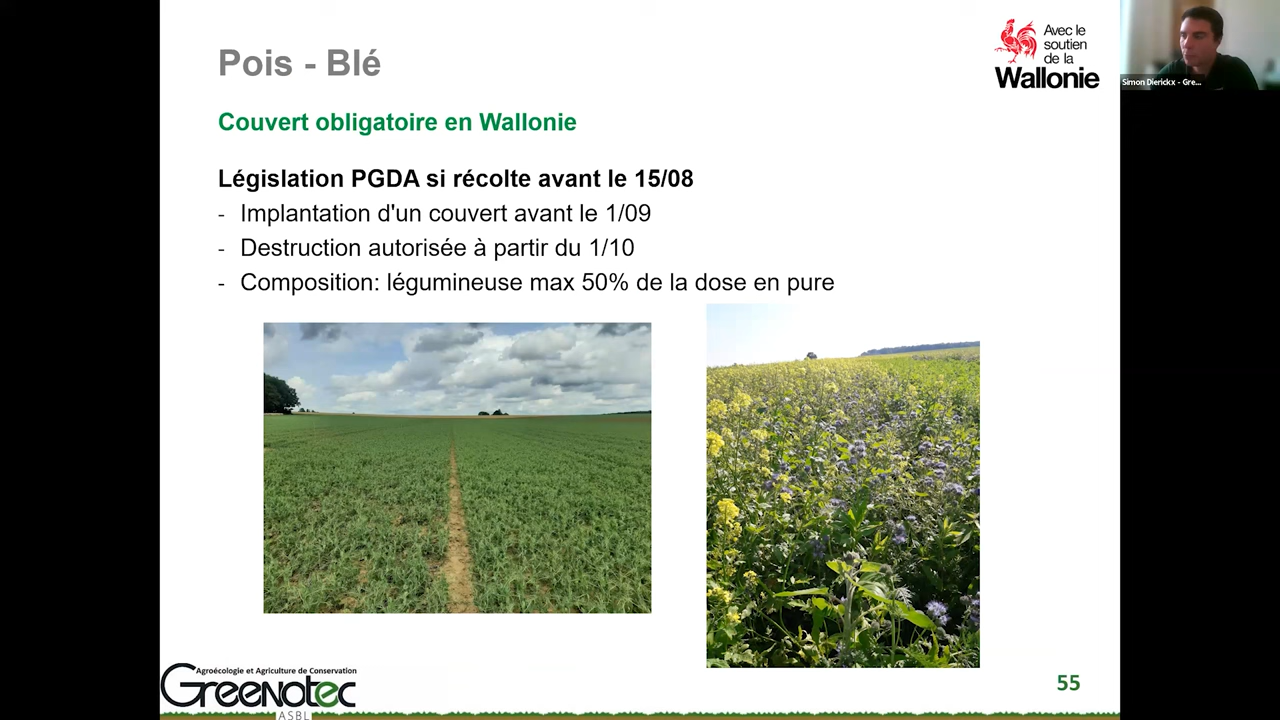 Pois - Blé
Avec le
soutien
de la
Wallonie
Simon Dierickx - Gre...
Couvert obligatoire en Wallonie
Législation PGDA si récolte avant le 15/08
- Implantation d'un couvert avant le 1/09
- Destruction autorisée à partir du 1/10
- Composition: légumineuse max 50% de la dose en pure
Agroécologie et Agriculture de Conservation
Greenotec
ASBL
55